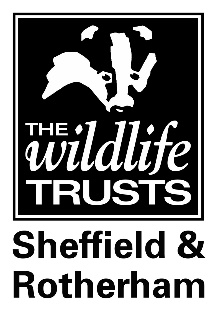 THE
wildlife
TRUSTS
Sheffield &
Rotherham